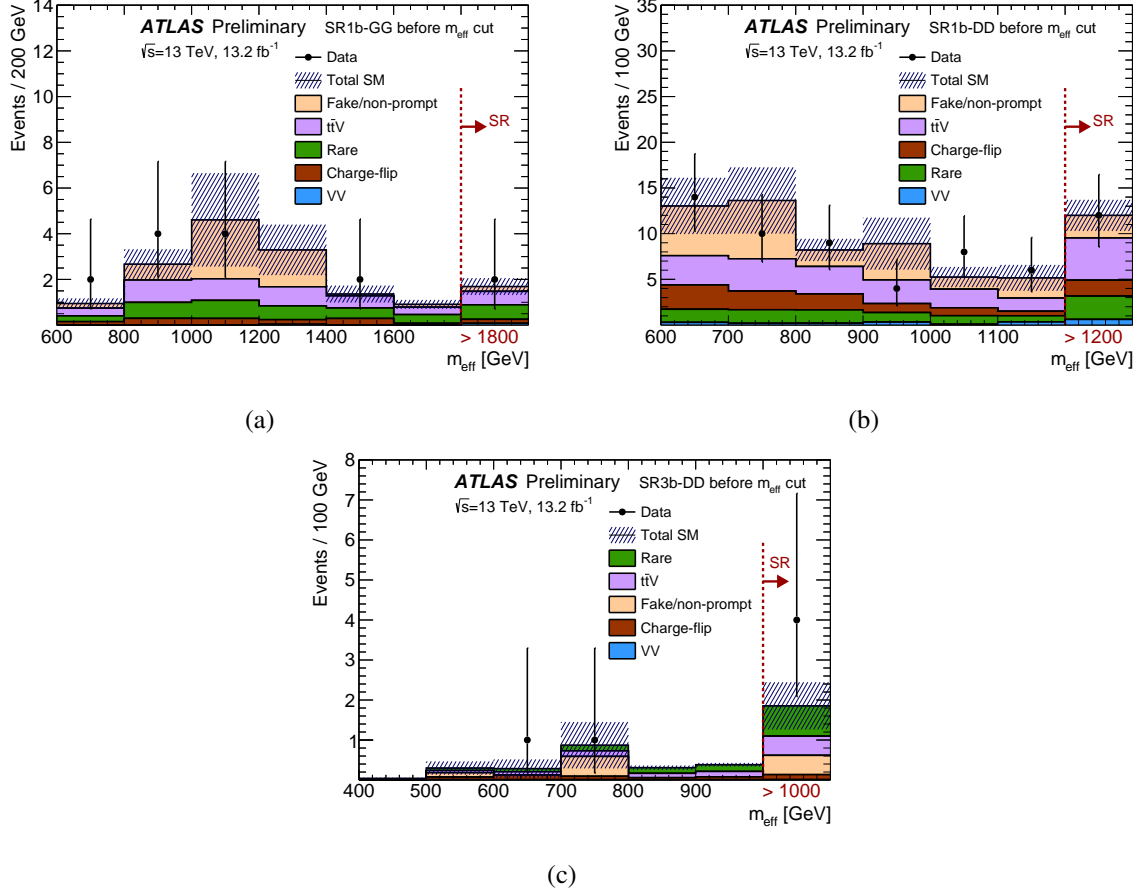 ATLAS Preliminary SR1b-GG before m_eff cut
√s=13 TeV, 13.2 fb⁻¹
Data
Total SM
Fake/non-prompt
tt̄V
Rare
Charge-flip
VV
SR
Events / 200 GeV
14
12
10
8
6
4
2
600 800 1000 1200 1400 1600 > 1800
m_eff [GeV]
(a)
ATLAS Preliminary SR1b-DD before m_eff cut
√s=13 TeV, 13.2 fb⁻¹
Data
Total SM
Fake/non-prompt
tt̄V
Charge-flip
Rare
VV
SR
Events / 100 GeV
35
30
25
20
15
10
5
600 700 800 900 1000 1100 > 1200
m_eff [GeV]
(b)
ATLAS Preliminary SR3b-DD before m_eff cut
√s=13 TeV, 13.2 fb⁻¹
Data
Total SM
Rare
tt̄V
Fake/non-prompt
Charge-flip
VV
SR
Events / 100 GeV
8
7
6
5
4
3
2
1
400 500 600 700 800 900 > 1000
m_eff [GeV]
(c)